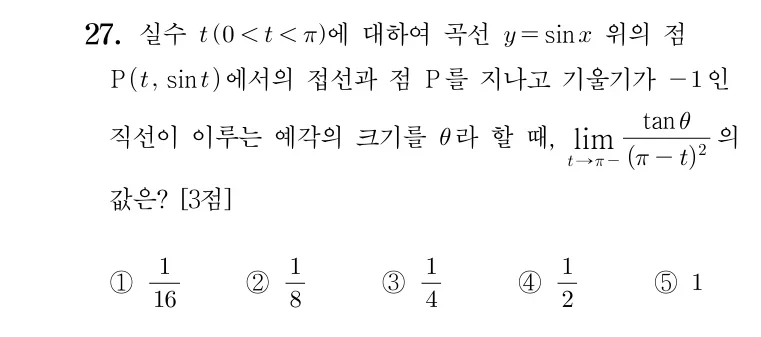 27. 실수 t(0<t<π)에 대하여 곡선 y=sin x 위의 점
P(t, sin t)에서의 접선과 점 P를 지나고 기울기가 −1인
직선이 이루는 예각의 크기를 θ라 할 때, lim_{t→π−} tanθ/(π−t)²의
값은? [3점]
① 1/16 ② 1/8 ③ 1/4 ④ 1/2 ⑤ 1